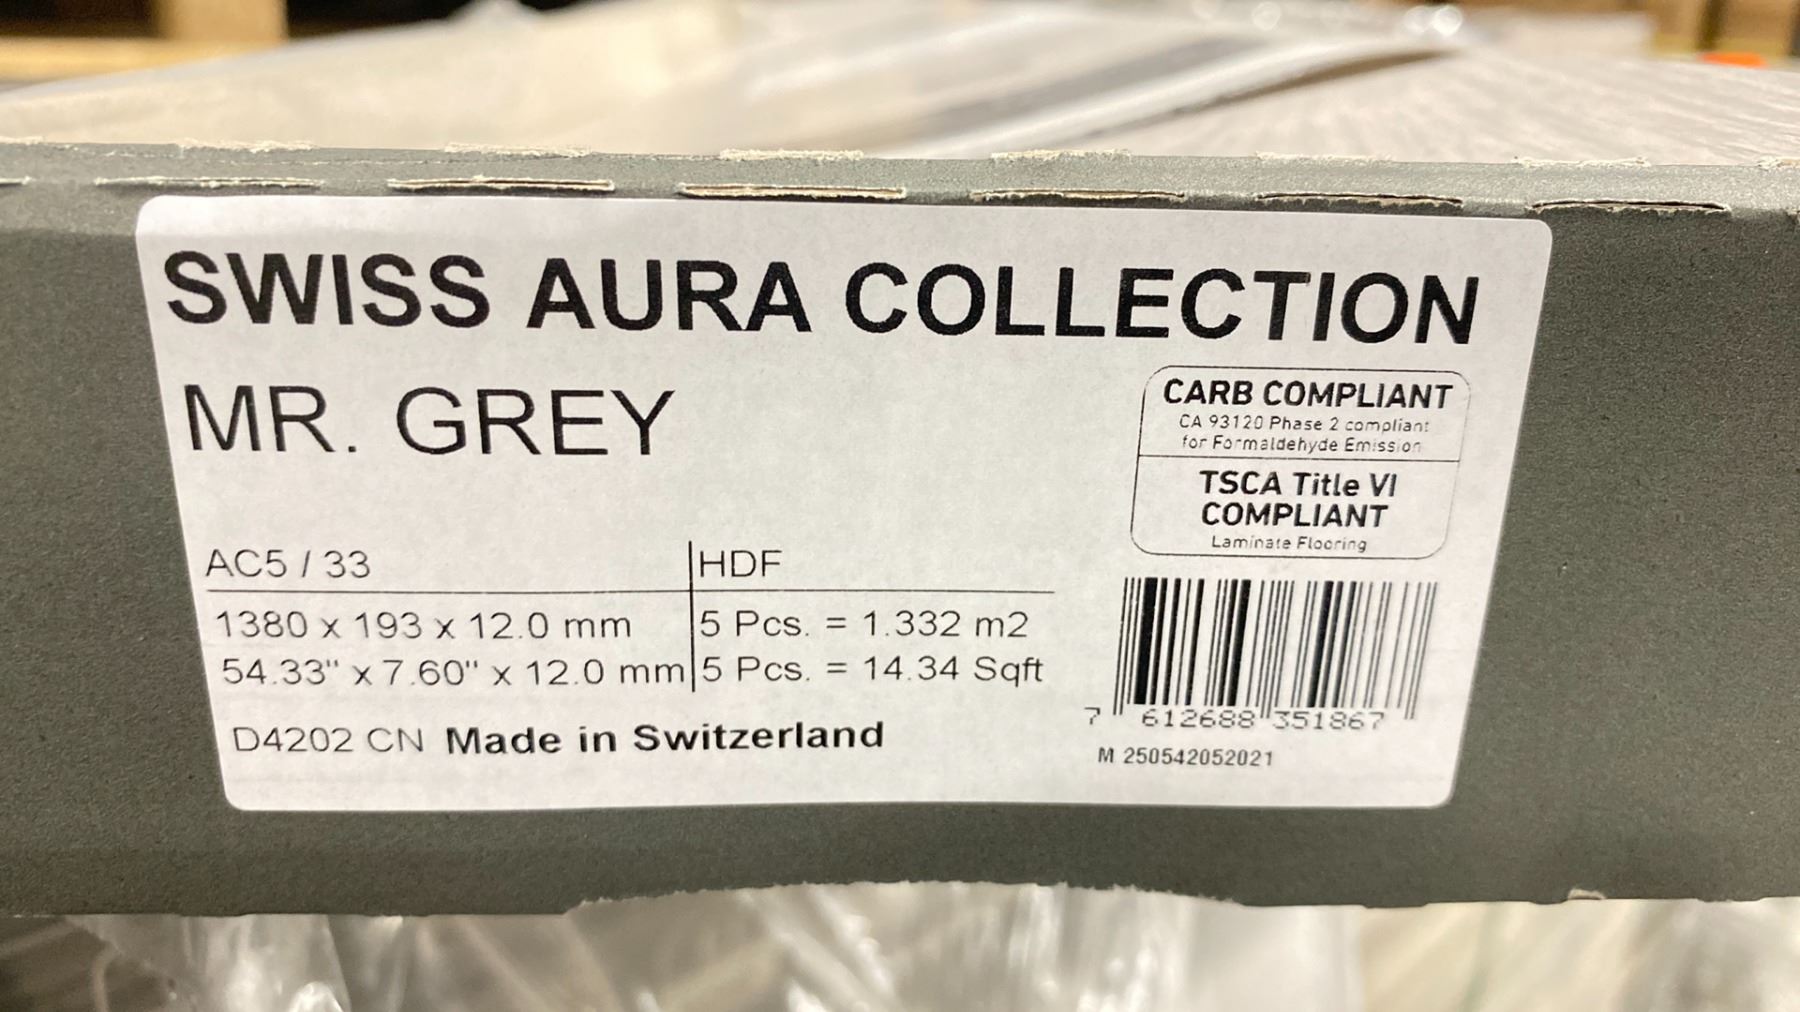 SWISS AURA COLLECTION
MR. GREY
CARB COMPLIANT
CA 93120 Phase 2 compliant
for Formaldehyde Emission
TSCA Title VI
COMPLIANT
Laminate Flooring
AC5 / 33 HDF
1380 x 193 x 12.0 mm 5 Pcs. = 1.332 m2
54.33" x 7.60" x 12.0 mm 5 Pcs. = 14.34 Sqft
D4202 CN Made in Switzerland
7 612688 351867
M 250542052021